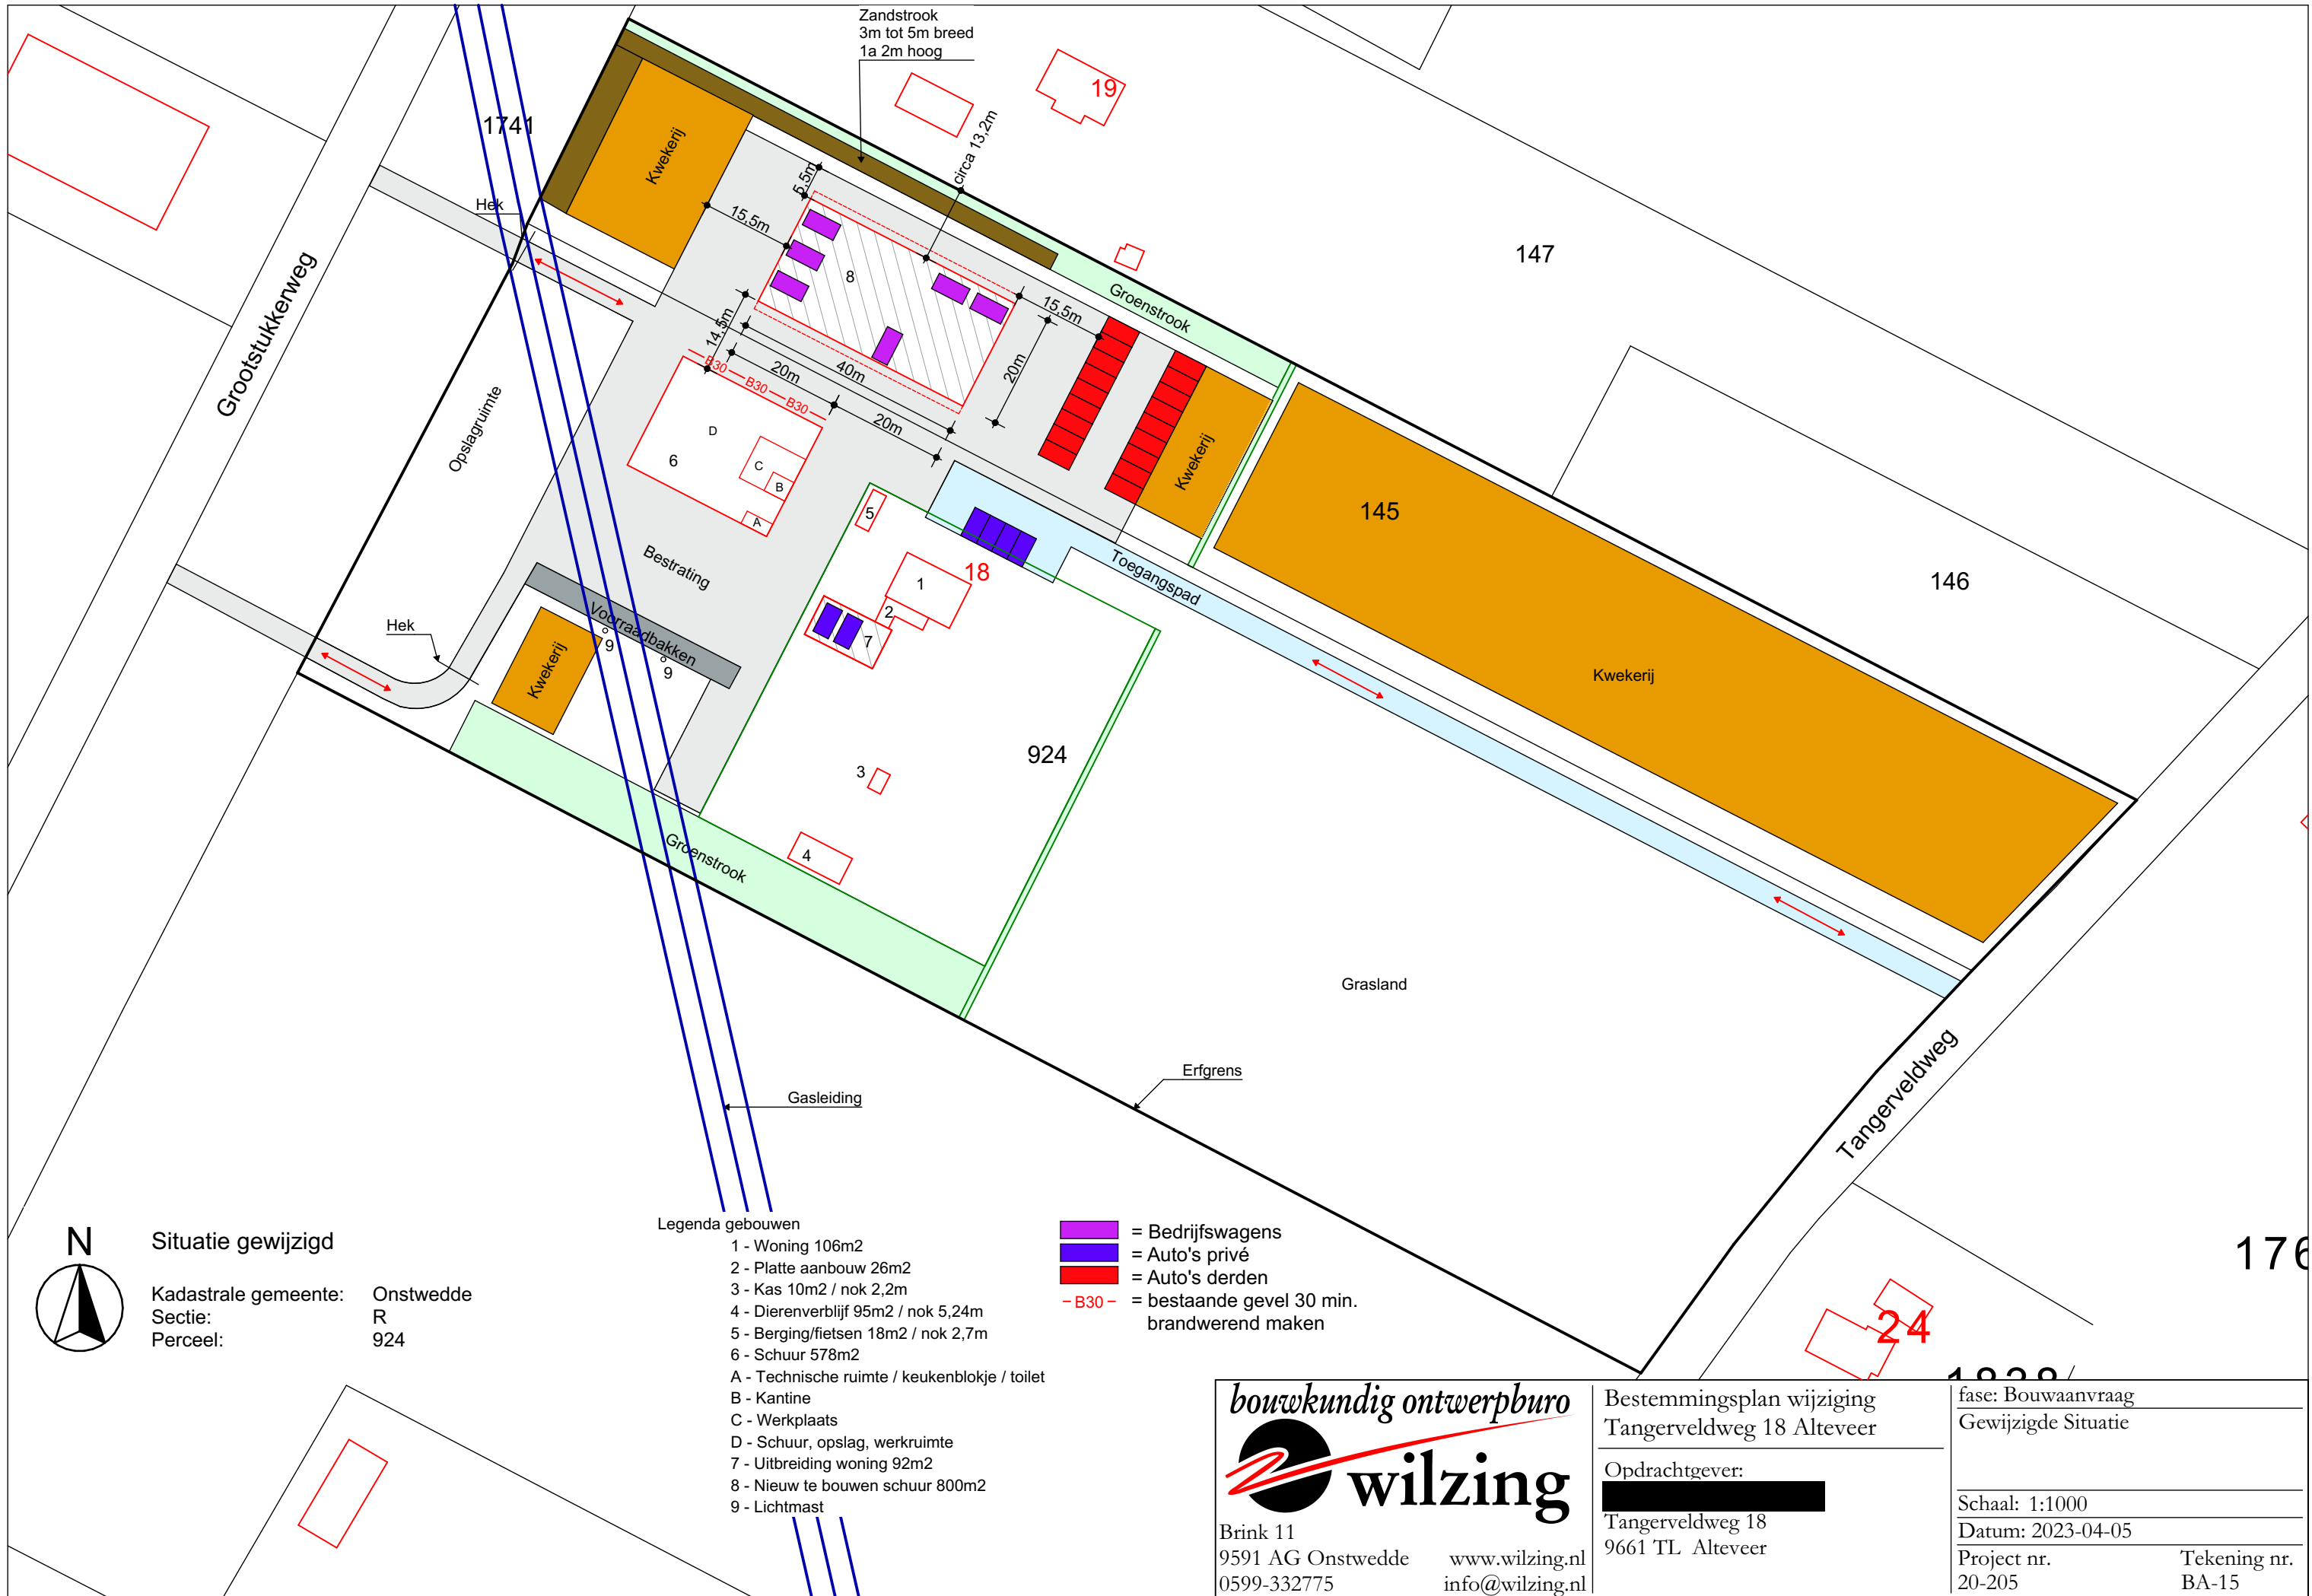 Zandstrook
3m tot 5m breed
1a 2m hoog
19
circa 13,2m
1741
Kwekerij
5,5m
15,5m
Hek
8
147
Groenstrook
15,5m
Grootstukkerweg
14,5m
20m
40m
20m
20m
B30
B30
B30
Opslagruimte
D
C
B
A
6
Kwekerij
145
5
Bestrating
1
18
Toegangspad
146
2
7
Voorraadbakken
9
9
Hek
Kwekerij
Kwekerij
924
3
4
Groenstrook
Grasland
Erfgrens
Gasleiding
Tangerveldweg
N
Situatie gewijzigd
Kadastrale gemeente: Onstwedde
Sectie: R
Perceel: 924
Legenda gebouwen
1 - Woning 106m2
2 - Platte aanbouw 26m2
3 - Kas 10m2 / nok 2,2m
4 - Dierenverblijf 95m2 / nok 5,24m
5 - Berging/fietsen 18m2 / nok 2,7m
6 - Schuur 578m2
A - Technische ruimte / keukenblokje / toilet
B - Kantine
C - Werkplaats
D - Schuur, opslag, werkruimte
7 - Uitbreiding woning 92m2
8 - Nieuw te bouwen schuur 800m2
9 - Lichtmast
= Bedrijfswagens
= Auto's privé
= Auto's derden
- B30 - = bestaande gevel 30 min.
brandwerend maken
24
bouwkundig ontwerpburo
wilzing
Brink 11
9591 AG Onstwedde www.wilzing.nl
0599-332775 info@wilzing.nl
Bestemmingsplan wijziging
Tangerveldweg 18 Alteveer
Opdrachtgever:
Tangerveldweg 18
9661 TL Alteveer
fase: Bouwaanvraag
Gewijzigde Situatie
Schaal: 1:1000
Datum: 2023-04-05
Project nr. Tekening nr.
20-205 BA-15